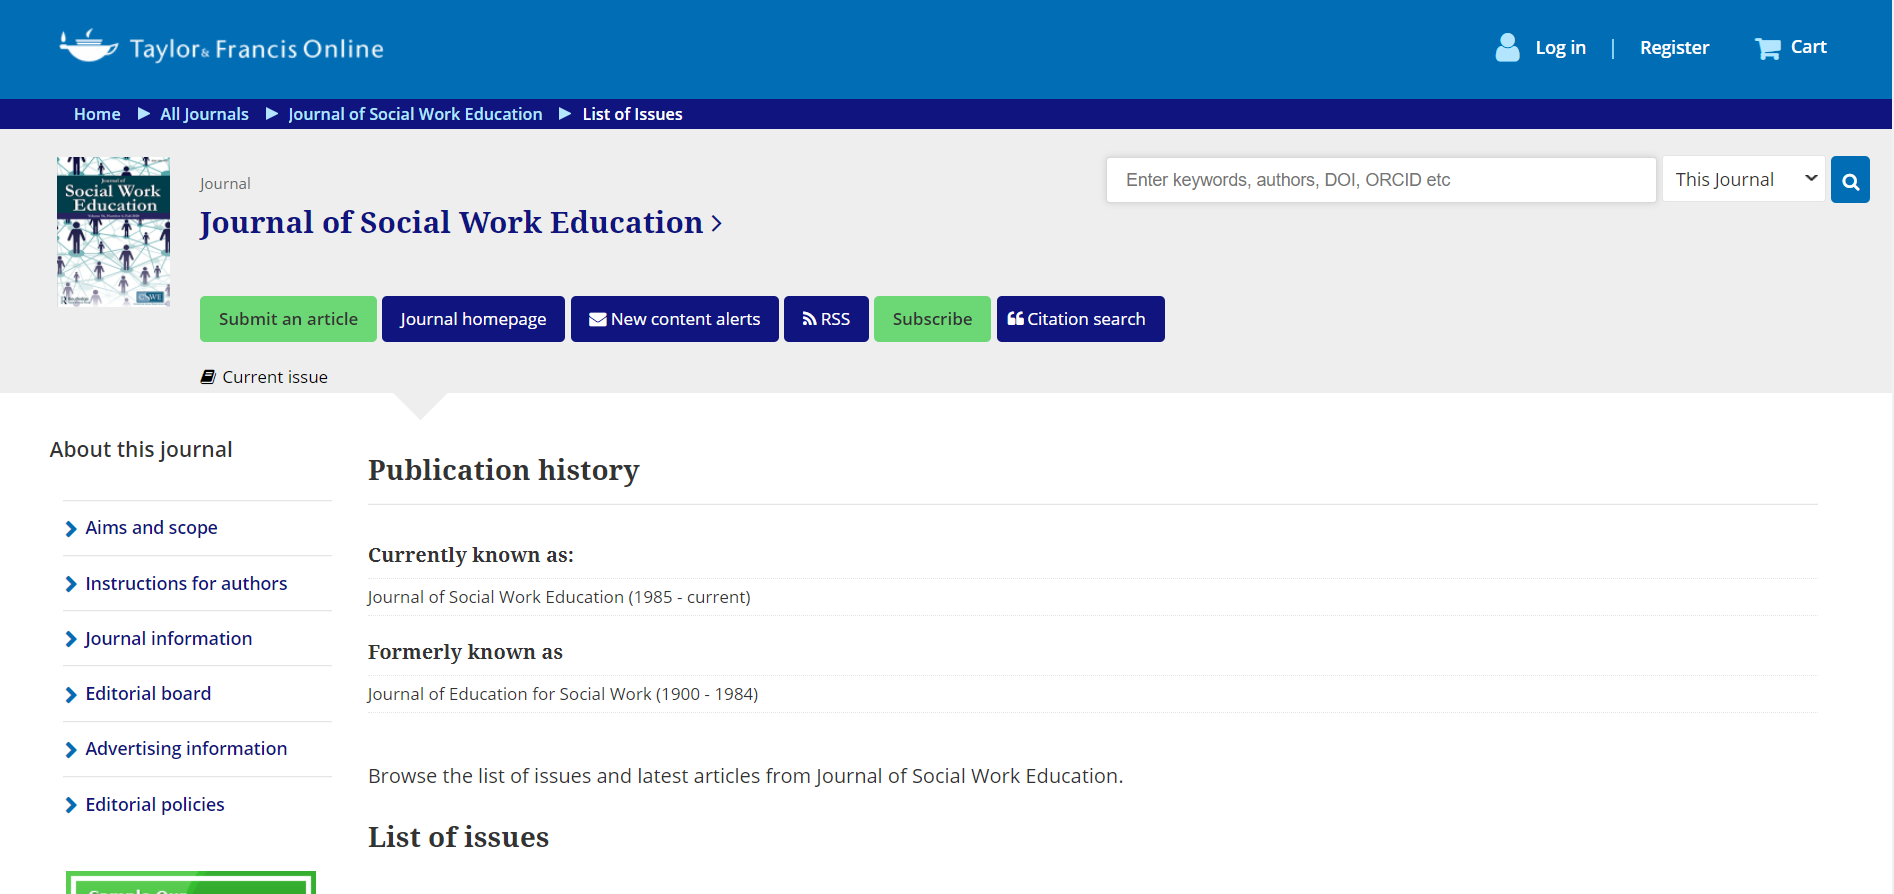 Taylor & Francis Online
Log in | Register
Cart
Home
All Journals
Journal of Social Work Education
List of Issues
Journal of
Social Work
Education
CSWE
Journal
Journal of Social Work Education
Enter keywords, authors, DOI, ORCID etc
This Journal
Submit an article
Journal homepage
New content alerts
RSS
Subscribe
Citation search
Current issue
About this journal
Aims and scope
Instructions for authors
Journal information
Editorial board
Advertising information
Editorial policies
Publication history
Currently known as:
Journal of Social Work Education (1985 - current)
Formerly known as
Journal of Education for Social Work (1900 - 1984)
Browse the list of issues and latest articles from Journal of Social Work Education.
List of issues